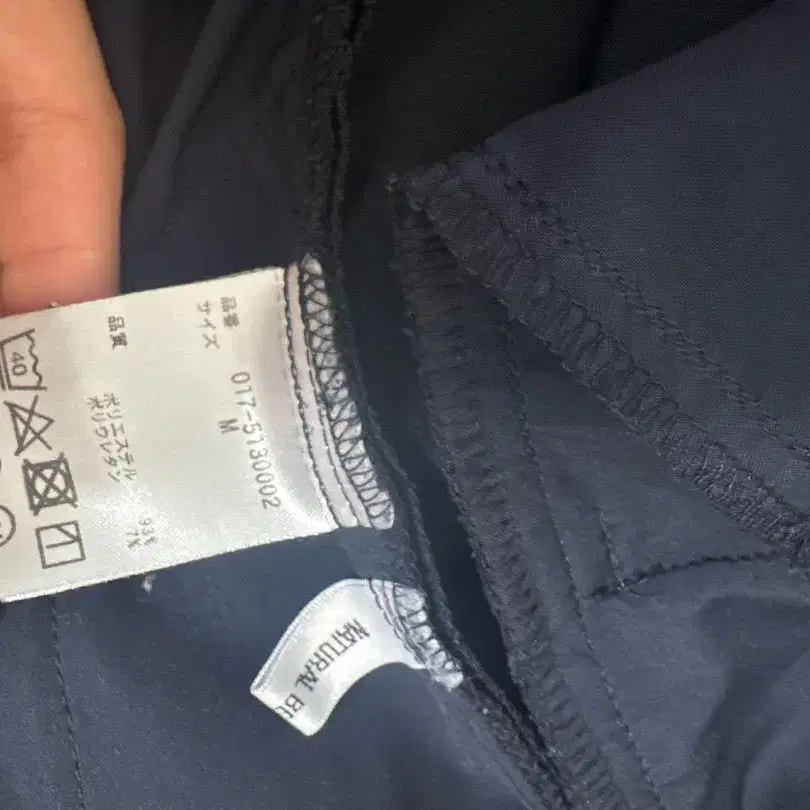 品番 017-5130002
サイズ M
品質 ポリエステル 93%
ポリウレタン 7%
40
NATURAL BE